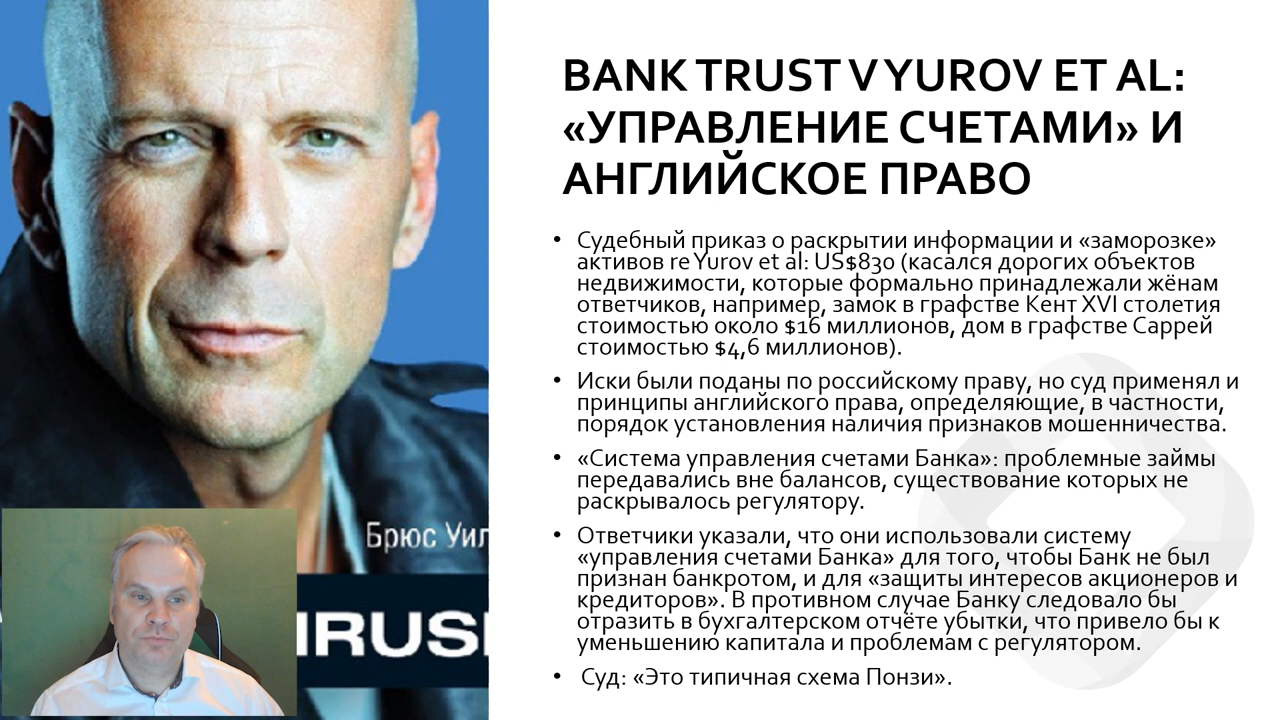 BANK TRUST V YUROV ET AL:
«УПРАВЛЕНИЕ СЧЕТАМИ» И
АНГЛИЙСКОЕ ПРАВО
• Судебный приказ о раскрытии информации и «заморозке»
активов re Yurov et al: US$830 (касался дорогих объектов
недвижимости, которые формально принадлежали жёнам
ответчиков, например, замок в графстве Кент XVI столетия
стоимостью около $16 миллионов, дом в графстве Саррей
стоимостью $4,6 миллионов).
• Иски были поданы по российскому праву, но суд применял и
принципы английского права, определяющие, в частности,
порядок установления наличия признаков мошенничества.
• «Система управления счетами Банка»: проблемные займы
передавались вне балансов, существование которых не
раскрывалось регулятору.
• Ответчики указали, что они использовали систему
«управления счетами Банка» для того, чтобы Банк не был
признан банкротом, и для «защиты интересов акционеров и
кредиторов». В противном случае Банку следовало бы
отразить в бухгалтерском отчёте убытки, что привело бы к
уменьшению капитала и проблемам с регулятором.
• Суд: «Это типичная схема Понзи».
Брюс Уил